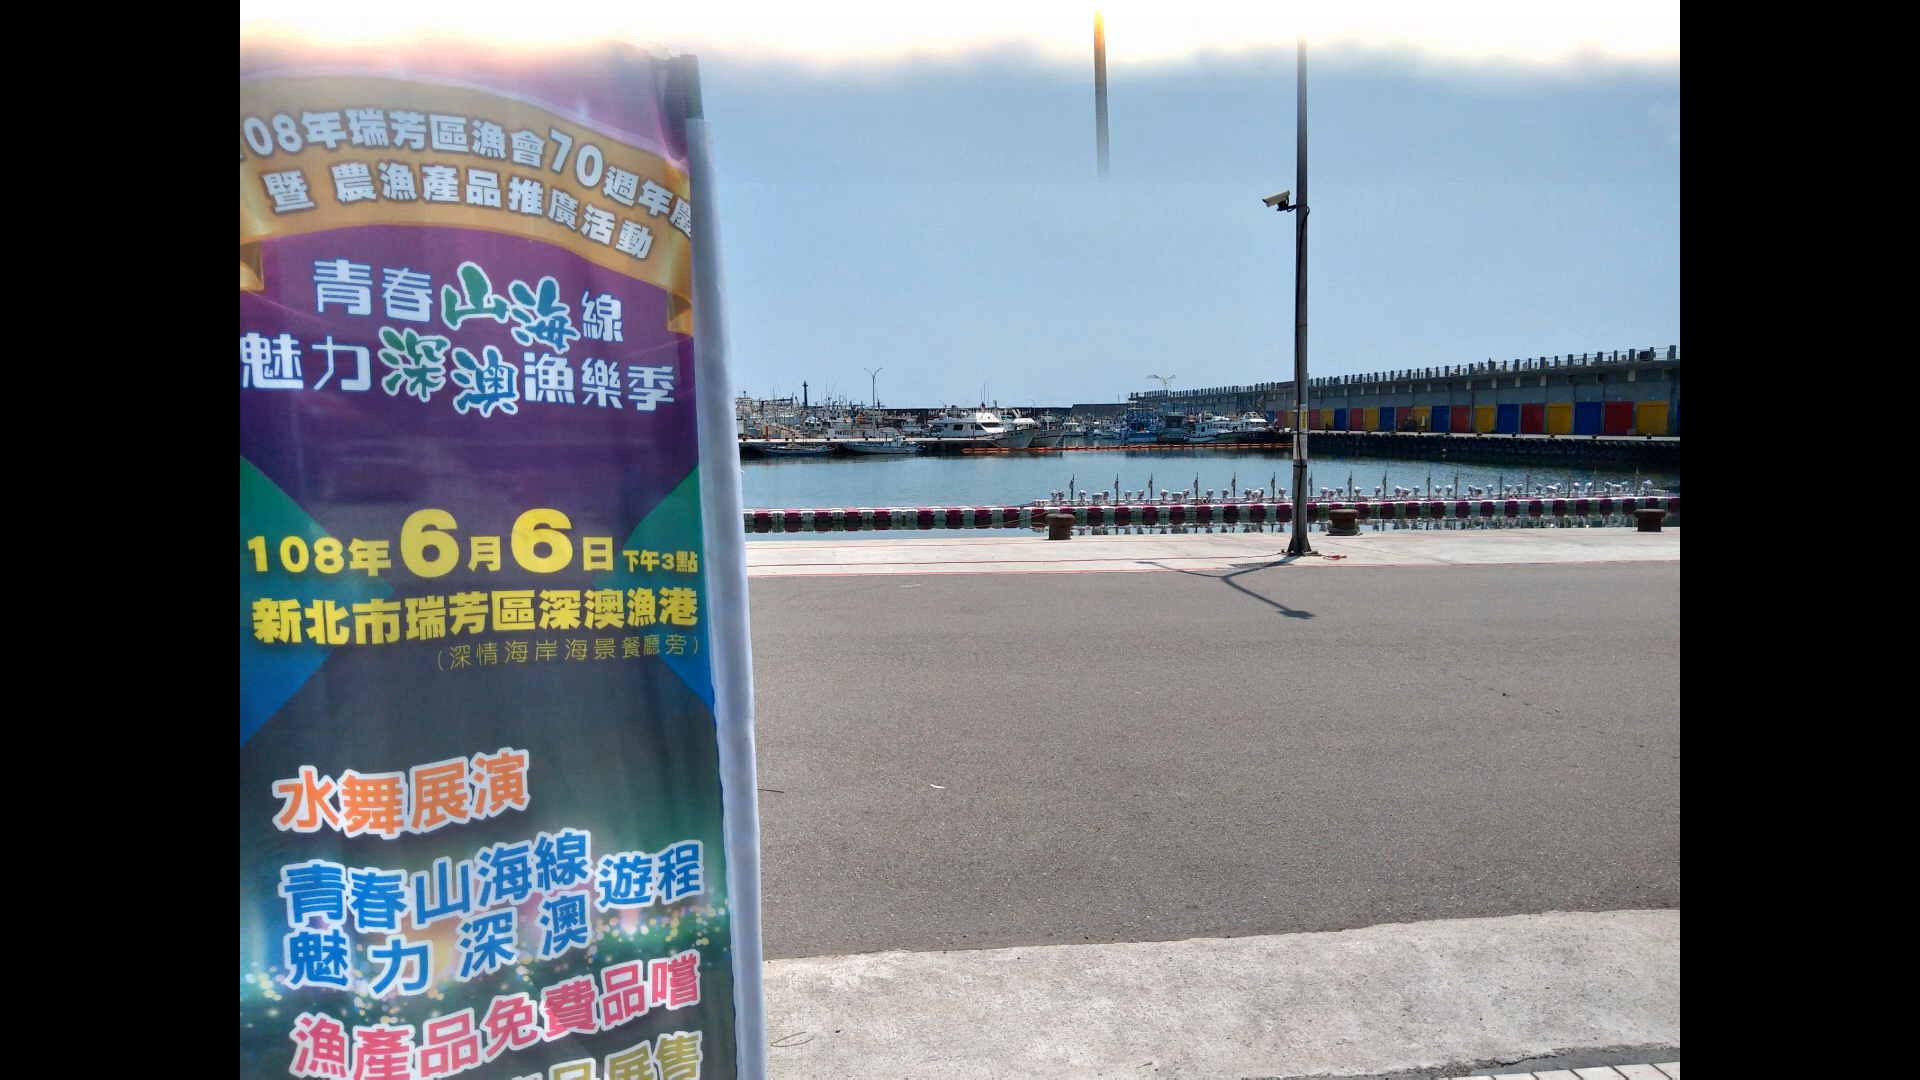 08年瑞芳區漁會70週年慶
暨 農漁產品推廣活動
青春山海線
魅力深澳漁樂季
108年6月6日下午3點
新北市瑞芳區深澳漁港
(深情海岸海景餐廳旁)
水舞展演
青春山海線遊程
魅力深澳
漁產品免費品嚐
品展售